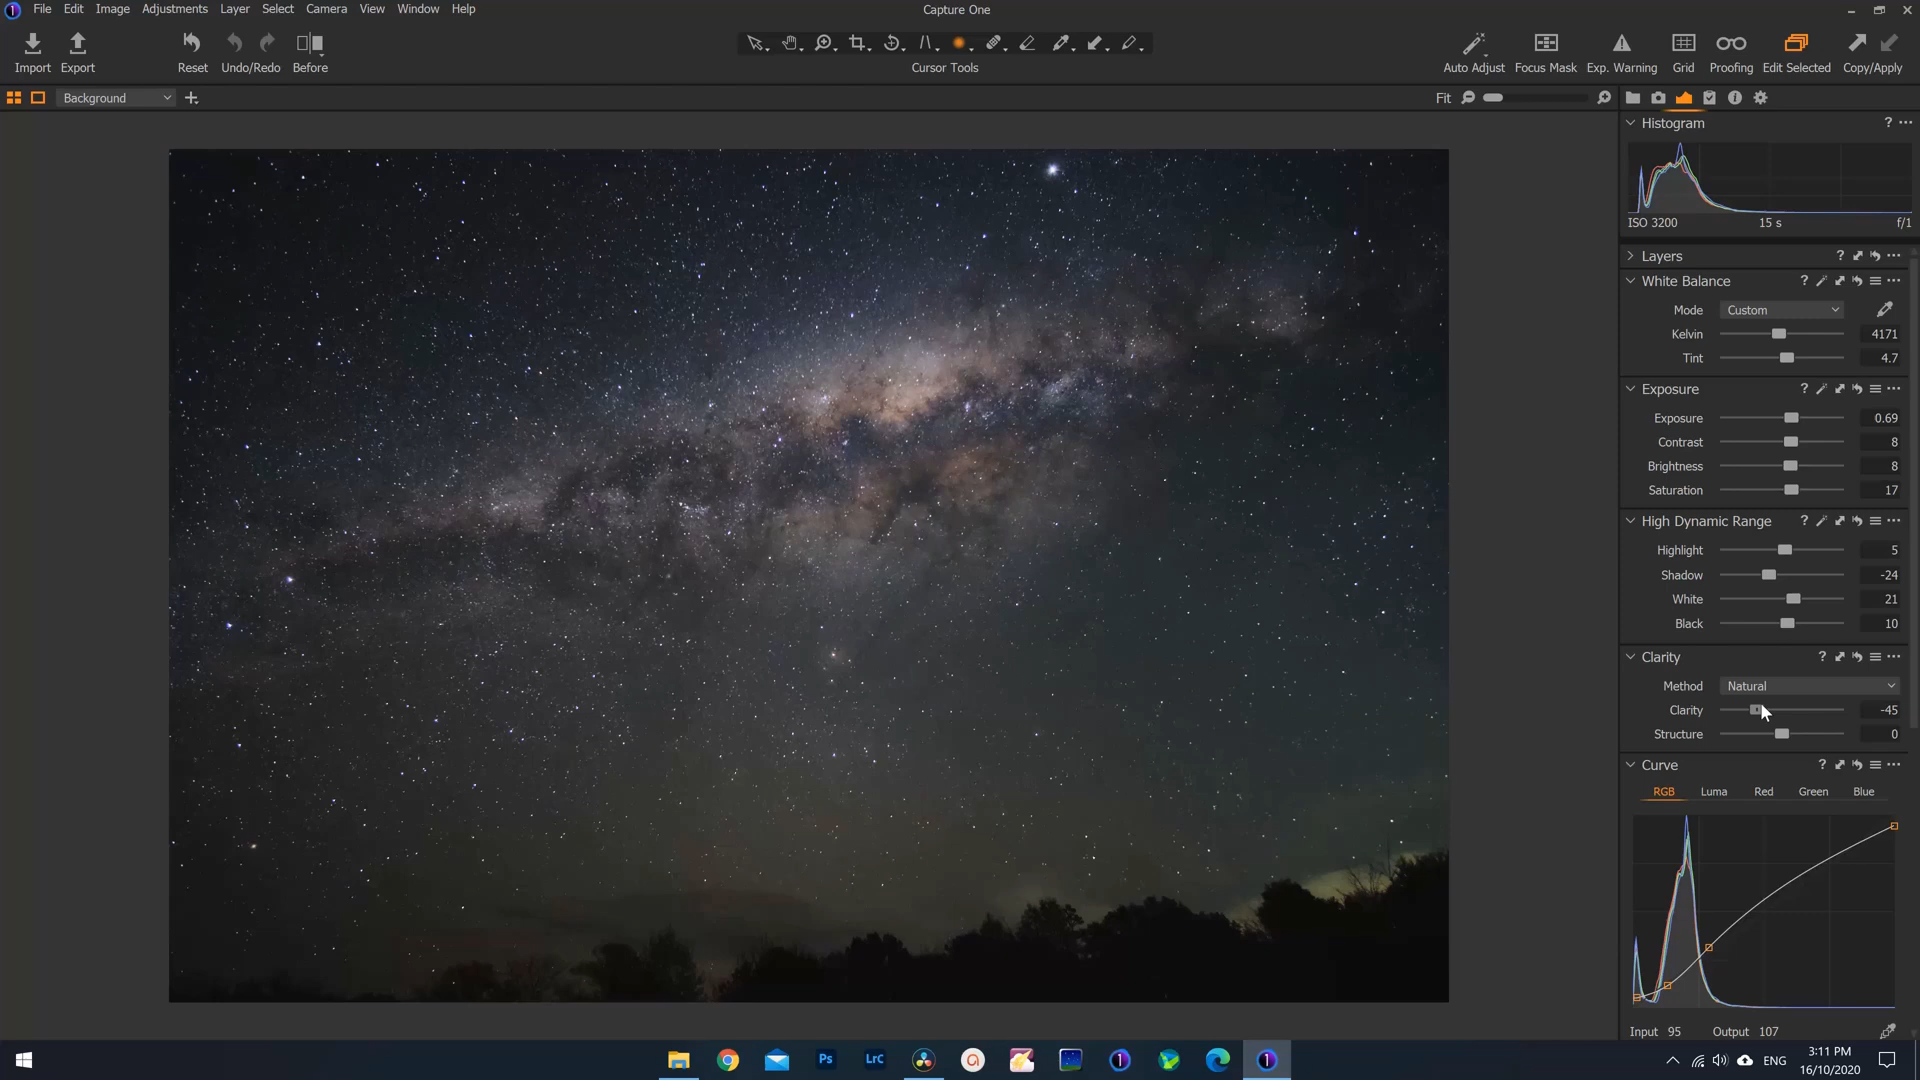 File Edit Image Adjustments Layer Select Camera View Window Help
Capture One
Import Export Reset Undo/Redo Before
Cursor Tools
Auto Adjust Focus Mask Exp. Warning Grid Proofing Edit Selected Copy/Apply
Background
Fit
Histogram
ISO 3200 15 s f/1
Layers
White Balance
Mode Custom
Kelvin 4171
Tint 4.7
Exposure
Exposure 0.69
Contrast 8
Brightness 8
Saturation 17
High Dynamic Range
Highlight 5
Shadow -24
White 21
Black 10
Clarity
Method Natural
Clarity -45
Structure 0
Curve
RGB Luma Red Green Blue
Input 95 Output 107
Ps LrC
ENG
3:11 PM
16/10/2020